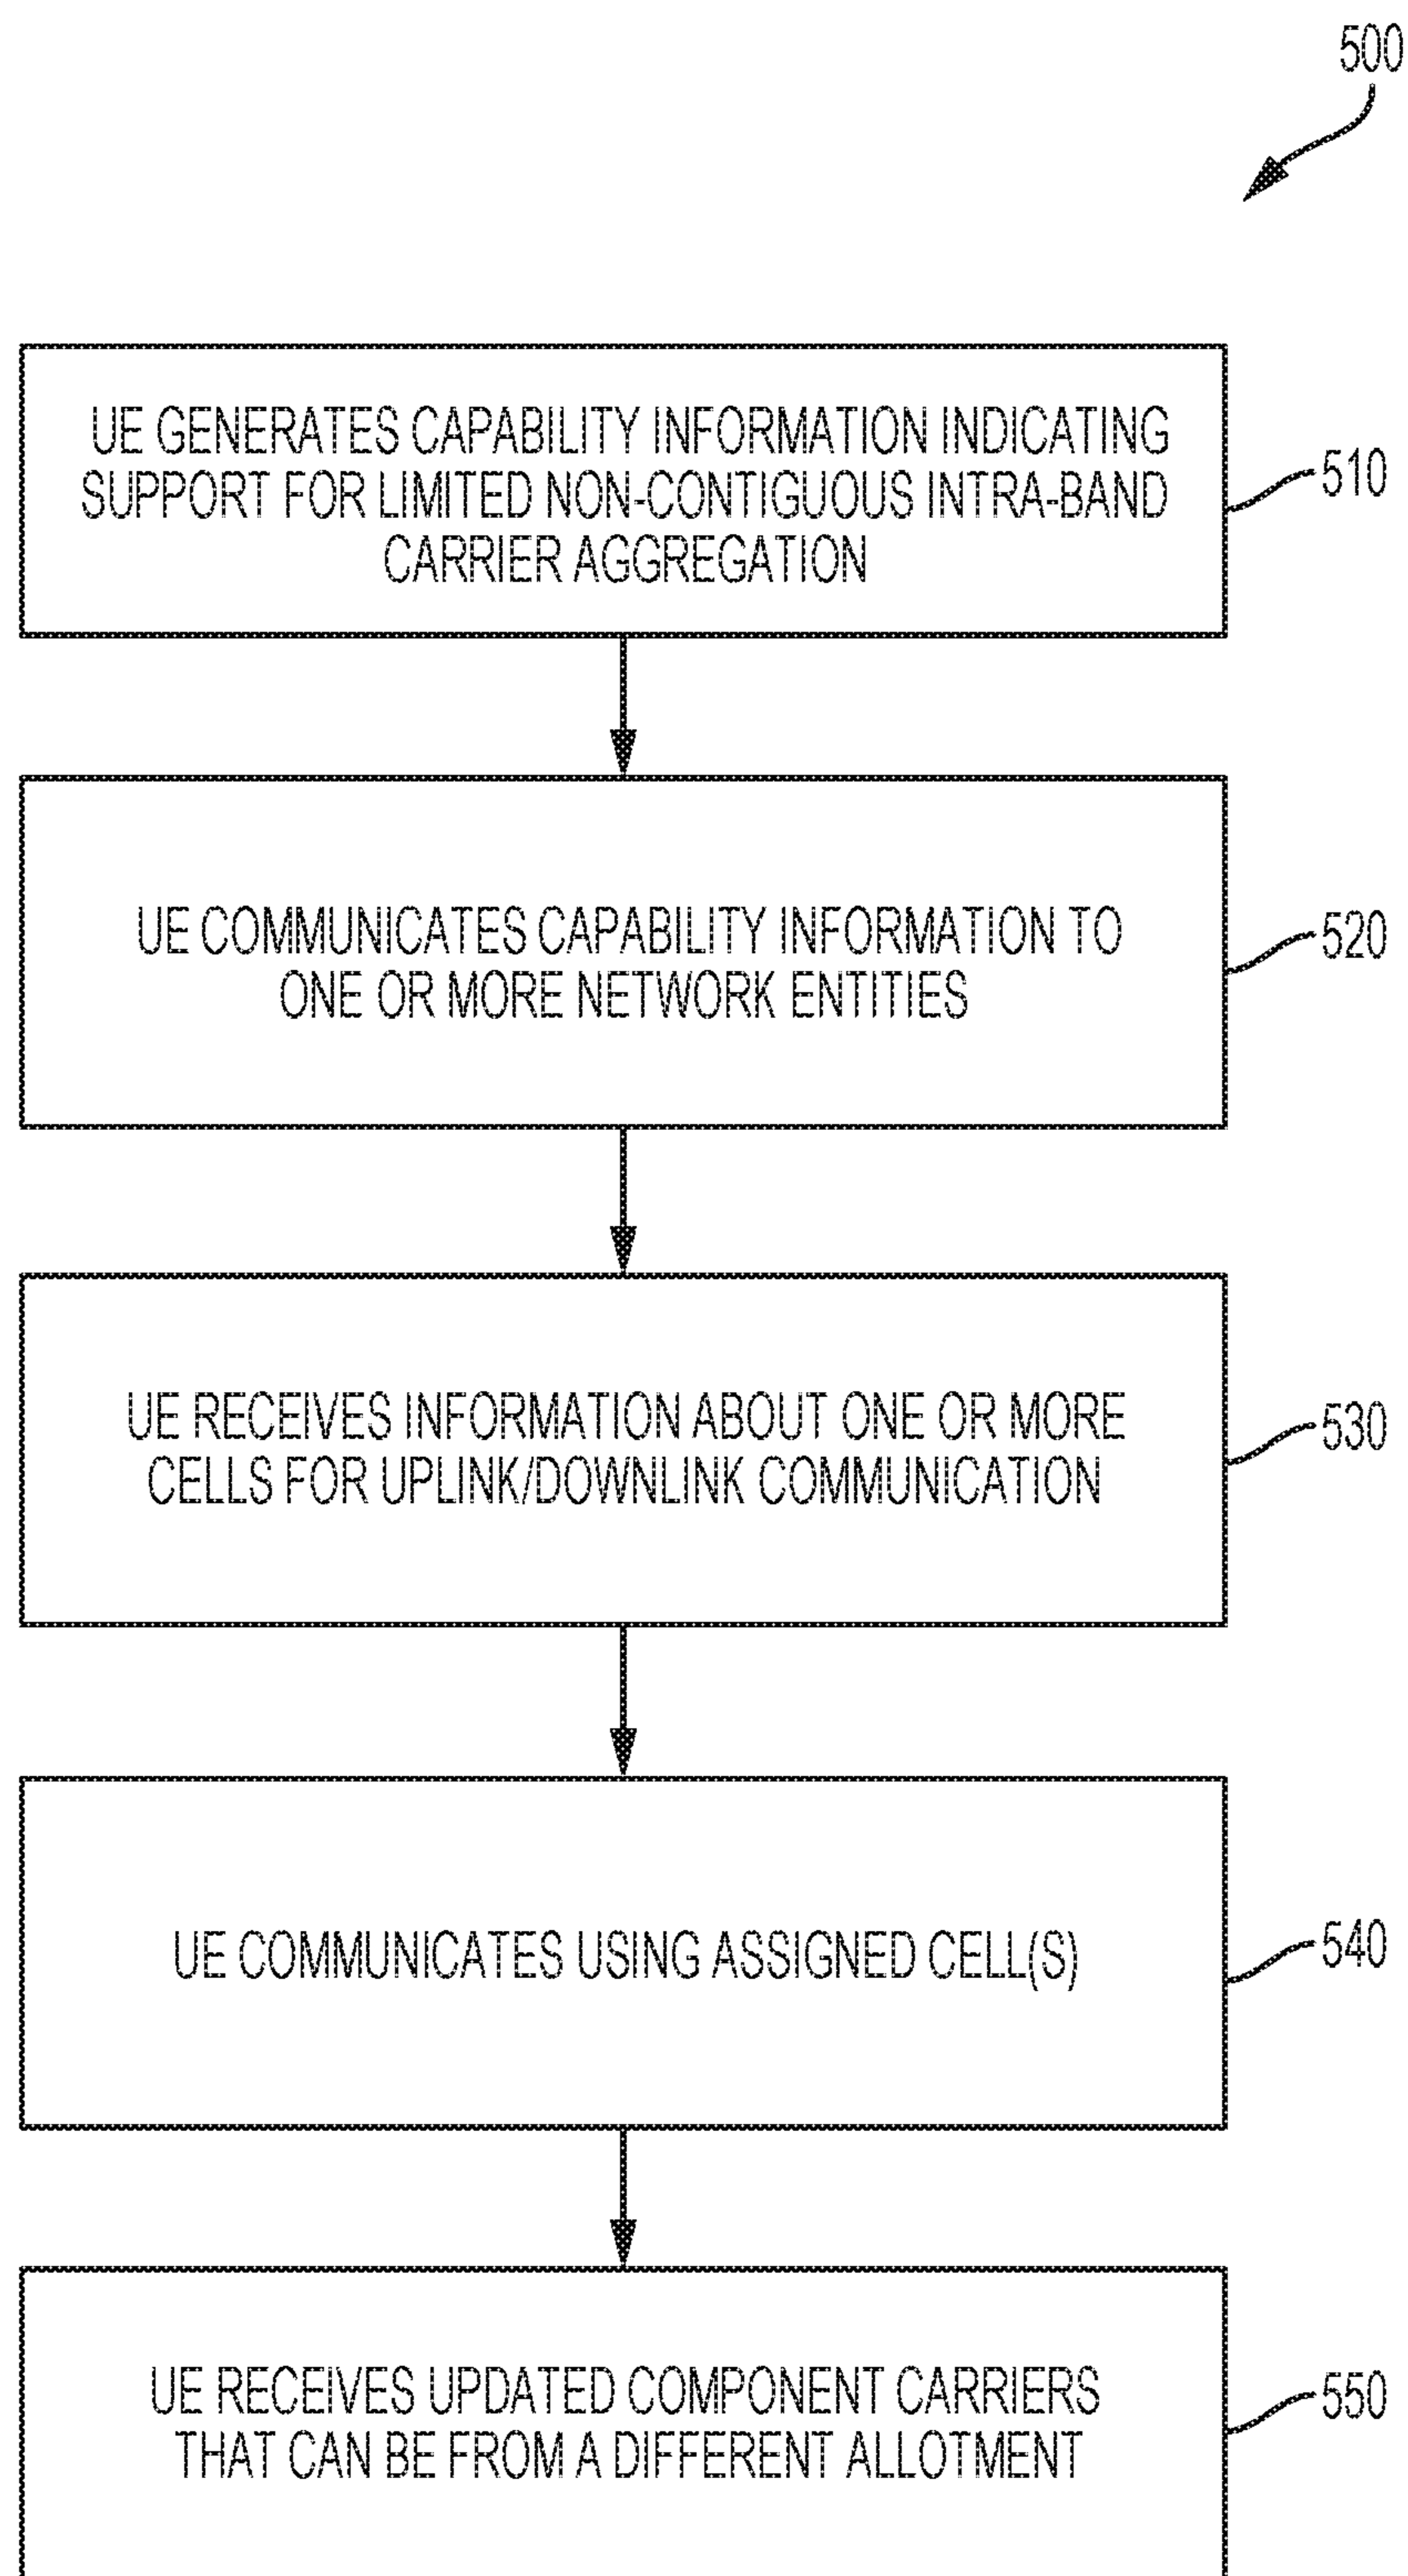 500
UE GENERATES CAPABILITY INFORMATION INDICATING
SUPPORT FOR LIMITED NON-CONTIGUOUS INTRA-BAND
CARRIER AGGREGATION
510
UE COMMUNICATES CAPABILITY INFORMATION TO
ONE OR MORE NETWORK ENTITIES
520
UE RECEIVES INFORMATION ABOUT ONE OR MORE
CELLS FOR UPLINK/DOWNLINK COMMUNICATION
530
UE COMMUNICATES USING ASSIGNED CELL(S)
540
UE RECEIVES UPDATED COMPONENT CARRIERS
THAT CAN BE FROM A DIFFERENT ALLOTMENT
550